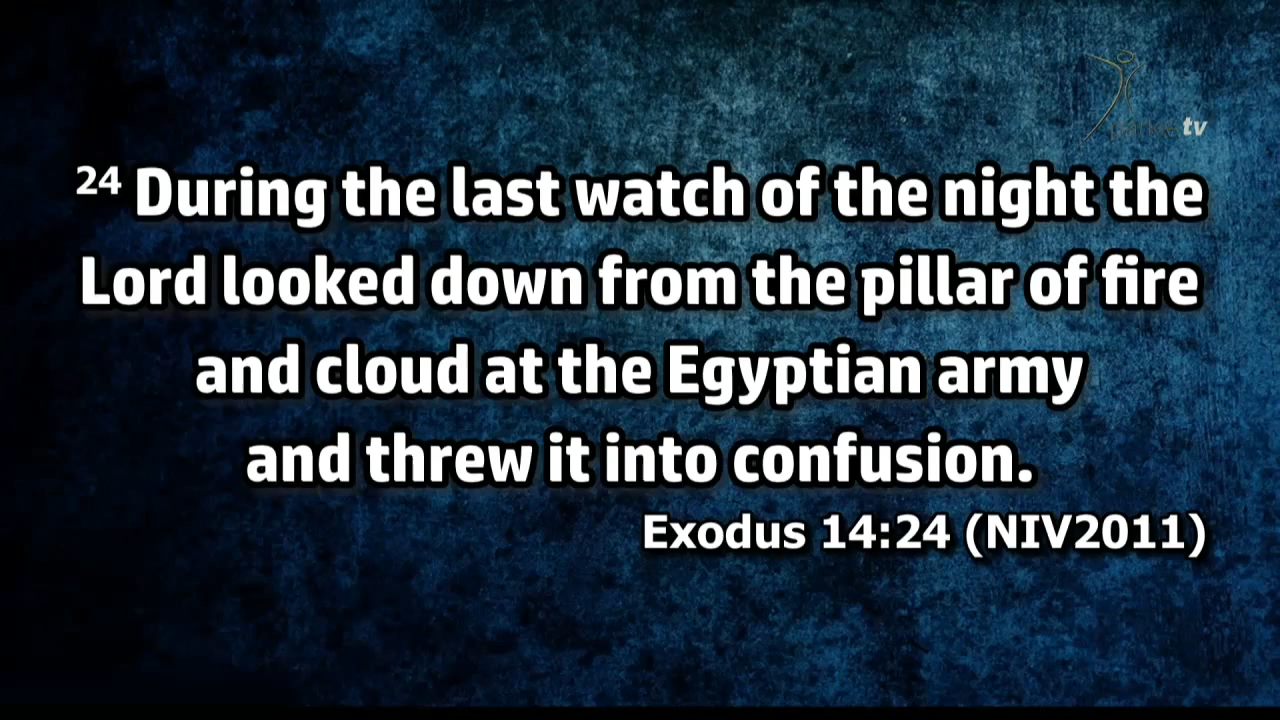 tv
24 During the last watch of the night the
Lord looked down from the pillar of fire
and cloud at the Egyptian army
and threw it into confusion.
Exodus 14:24 (NIV2011)